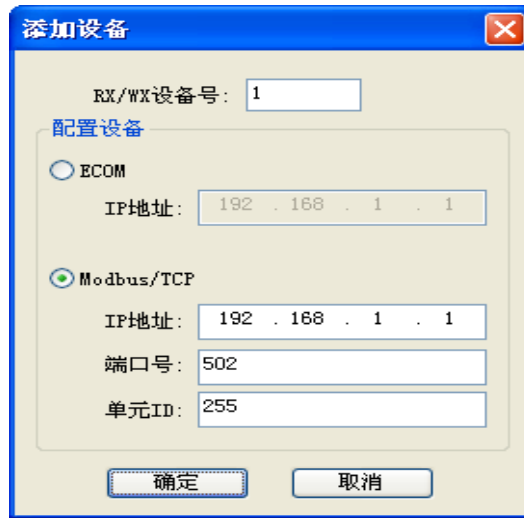 添加设备
RX/WX设备号: 1
配置设备
ECOM
IP地址: 192 . 168 . 1 . 1
Modbus/TCP
IP地址: 192 . 168 . 1 . 1
端口号: 502
单元ID: 255
确定 取消